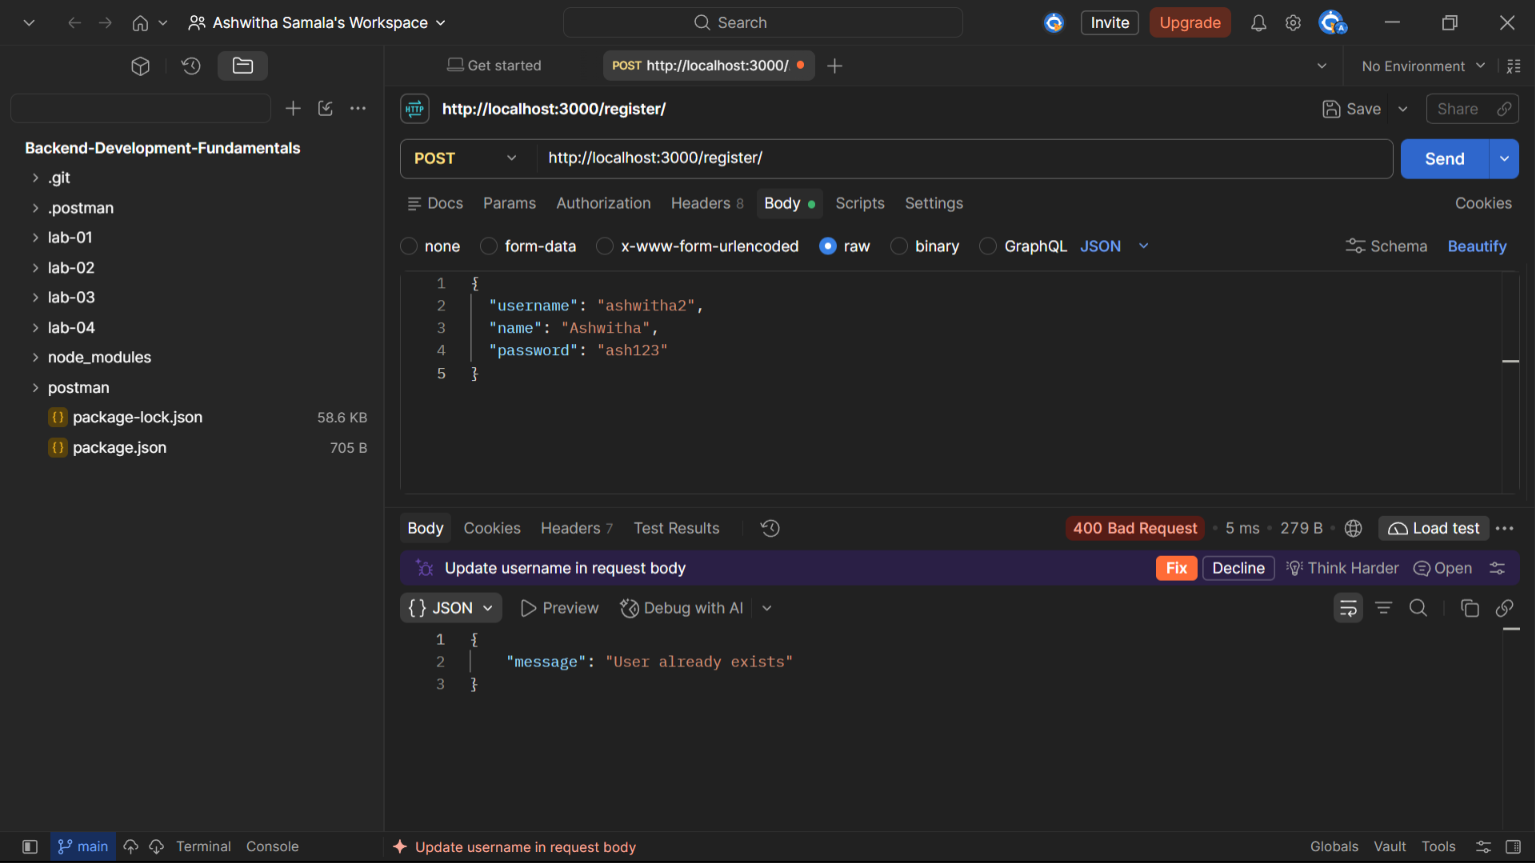 Ashwitha Samala's Workspace
Search
Invite
Upgrade
Get started
POST http://localhost:3000/
No Environment
HTTP http://localhost:3000/register/
Save
Share
Backend-Development-Fundamentals
.git
.postman
lab-01
lab-02
lab-03
lab-04
node_modules
postman
{} package-lock.json 58.6 KB
{} package.json 705 B
POST http://localhost:3000/register/
Send
Docs Params Authorization Headers 8 Body Scripts Settings Cookies
none form-data x-www-form-urlencoded raw binary GraphQL JSON Schema Beautify
1 {
2 "username": "ashwitha2",
3 "name": "Ashwitha",
4 "password": "ash123"
5 }
Body Cookies Headers 7 Test Results 400 Bad Request • 5 ms • 279 B • Load test
Update username in request body Fix Decline Think Harder Open
{} JSON Preview Debug with AI
1 {
2 "message": "User already exists"
3 }
main Terminal Console Update username in request body Globals Vault Tools